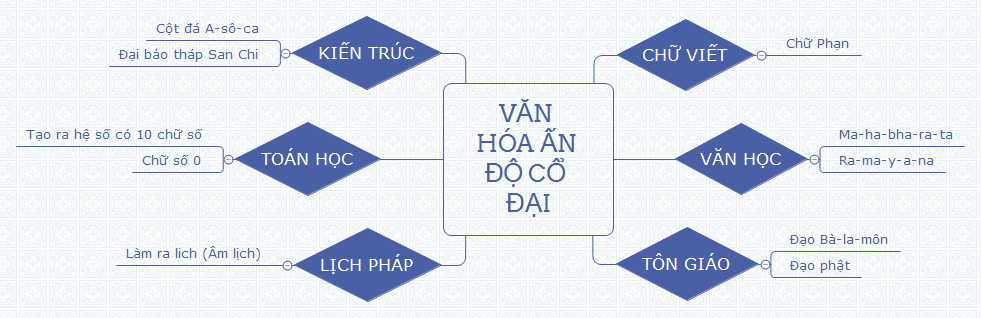 VĂN
HÓA ẤN
ĐỘ CỔ
ĐẠI
KIẾN TRÚC
Cột đá A-sô-ca
Đại bảo tháp San Chi
TOÁN HỌC
Tạo ra hệ số có 10 chữ số
Chữ số 0
LỊCH PHÁP
Làm ra lich (Âm lịch)
CHỮ VIẾT
Chữ Phạn
VĂN HỌC
Ma-ha-bha-ra-ta
Ra-ma-y-a-na
TÔN GIÁO
Đạo Bà-la-môn
Đạo phật